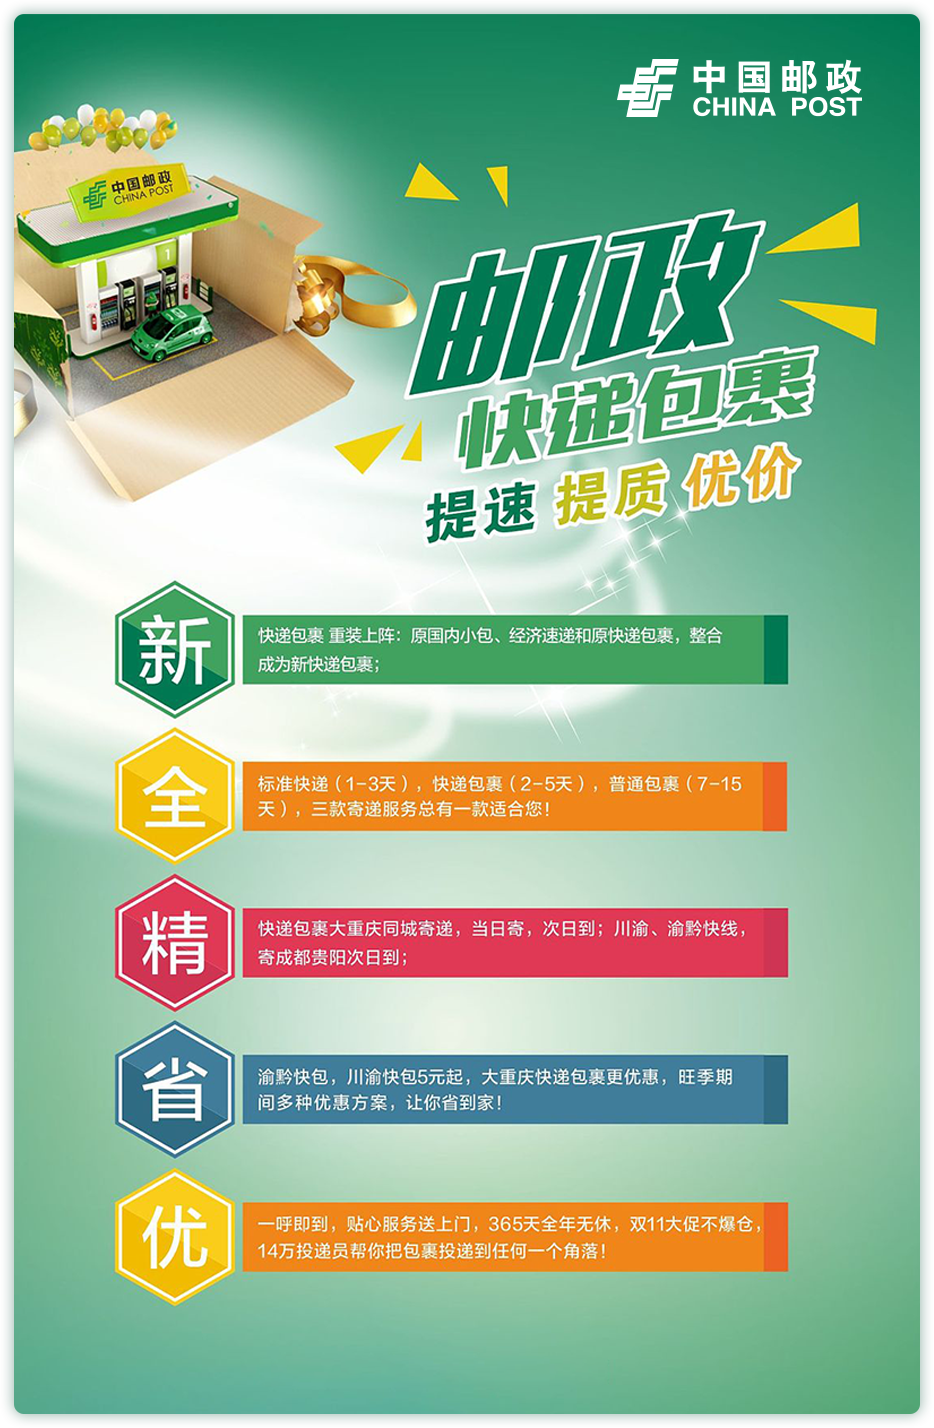 中国邮政
CHINA POST
中国邮政
CHINA POST
1
邮政
快递包裹
提速 提质 优价
新
快递包裹 重装上阵：原国内小包、经济速递和原快递包裹，整合
成为新快递包裹；
全
标准快递（1-3天），快递包裹（2-5天），普通包裹（7-15
天），三款寄递服务总有一款适合您！
精
快递包裹大重庆同城寄递，当日寄，次日到；川渝、渝黔快线，
寄成都贵阳次日到；
省
渝黔快包，川渝快包5元起，大重庆快递包裹更优惠，旺季期
间多种优惠方案，让你省到家！
优
一呼即到，贴心服务送上门，365天全年无休，双11大促不爆仓，
14万投递员帮你把包裹投递到任何一个角落！